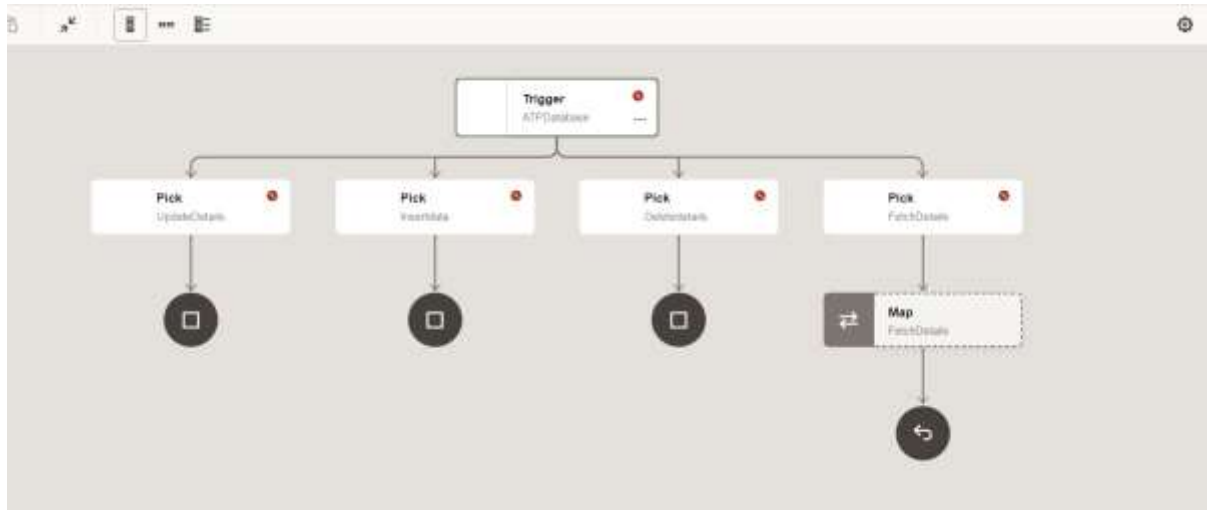 Trigger
ATPDatabase
Pick
UpdateDetails
Pick
Pick
Pick
FetchDetails
Map
FetchDetails